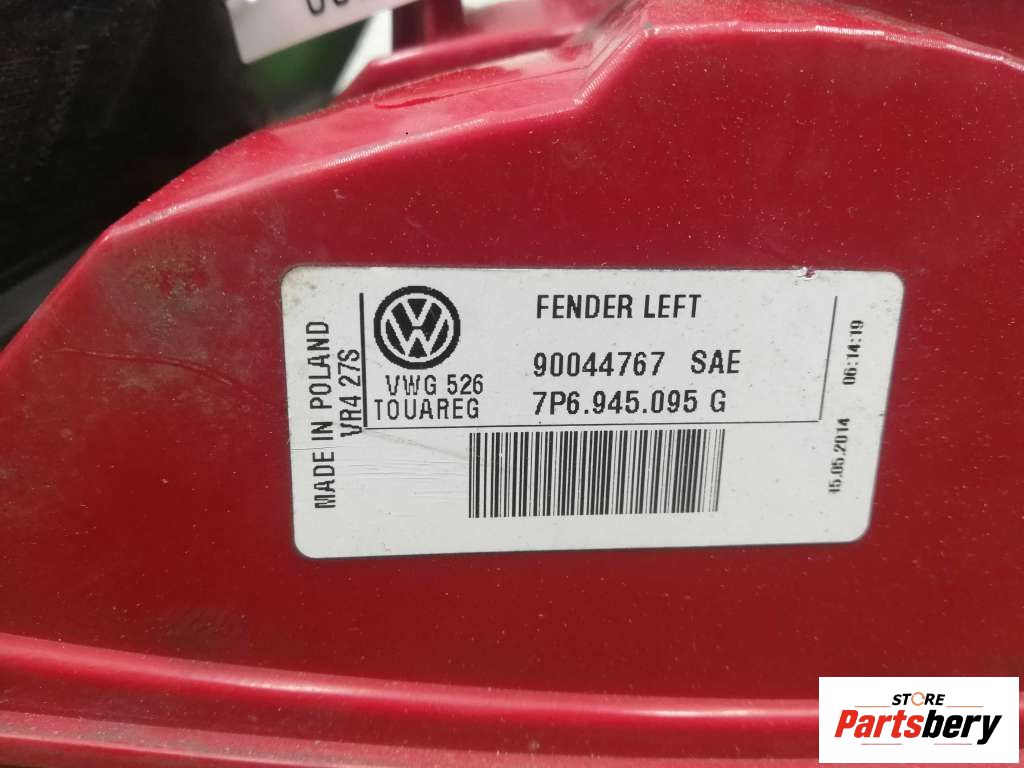 MADE IN POLAND
VR4 27S
VWG 526
TOUAREG
FENDER LEFT
90044767 SAE
7P6.945.095 G
15.05.2014 06:14:19
STORE
Partsbery